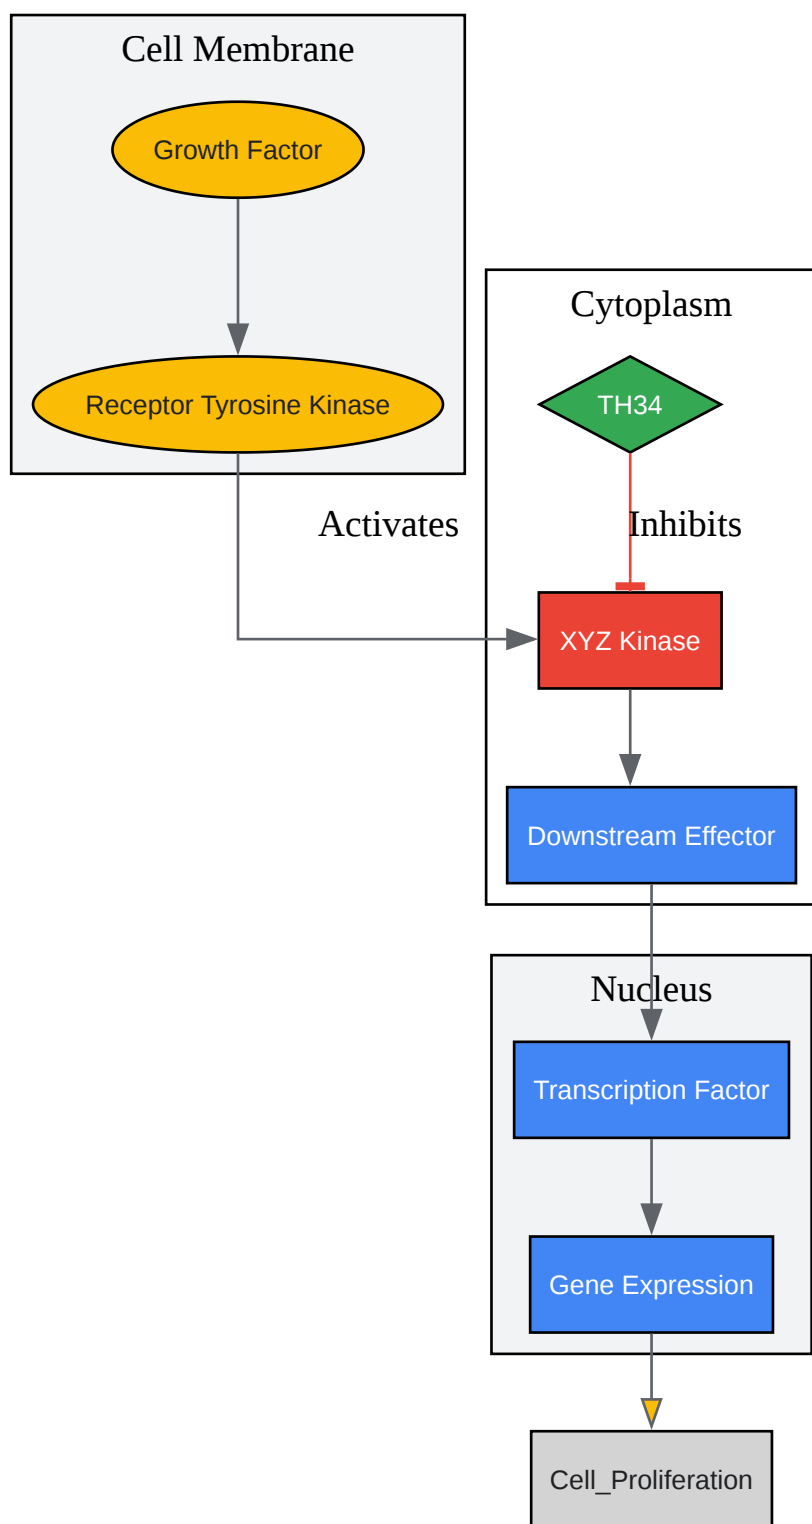 Cell Membrane
Growth Factor
Receptor Tyrosine Kinase
Activates
Cytoplasm
TH34
Inhibits
XYZ Kinase
Downstream Effector
Nucleus
Transcription Factor
Gene Expression
Cell_Proliferation